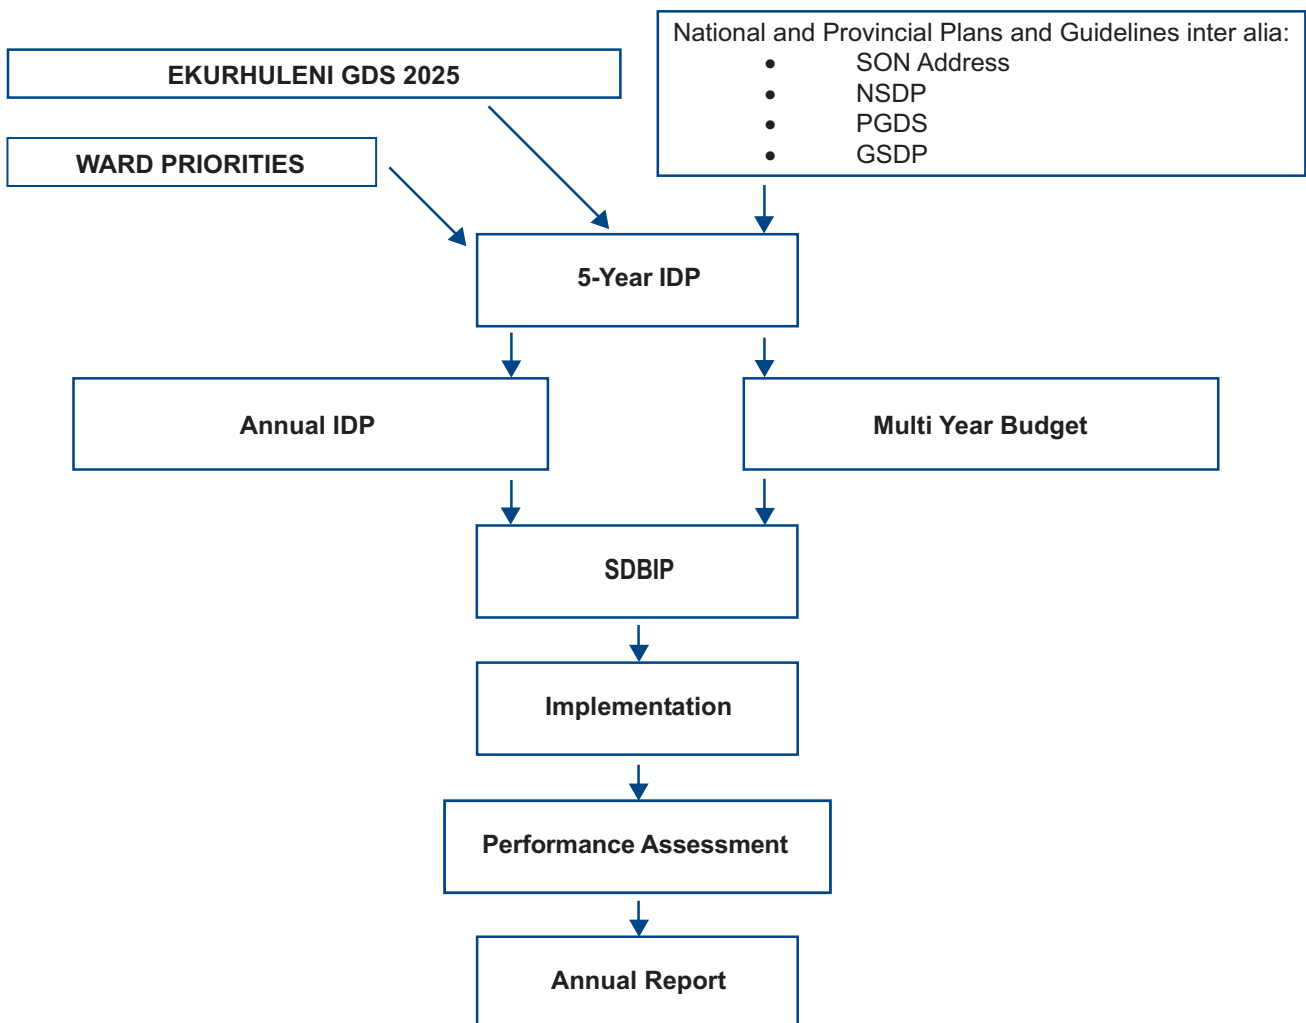 National and Provincial Plans and Guidelines inter alia:
• SON Address
• NSDP
• PGDS
• GSDP
EKURHULENI GDS 2025
WARD PRIORITIES
5-Year IDP
Annual IDP
Multi Year Budget
SDBIP
Implementation
Performance Assessment
Annual Report